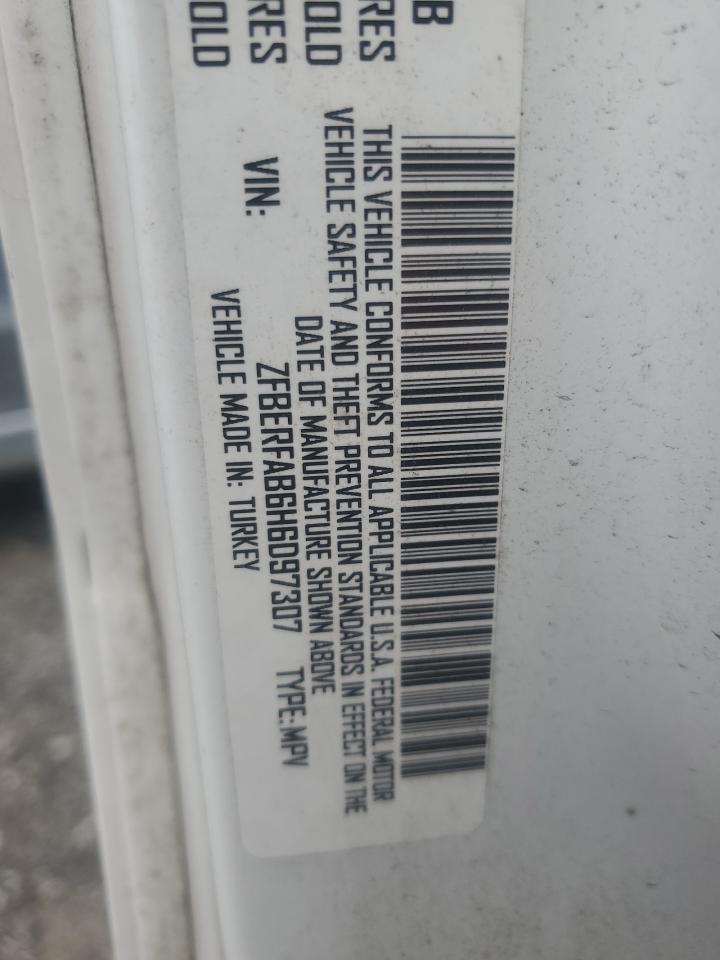 B
RES
OLD
RES
OLD
THIS VEHICLE CONFORMS TO ALL APPLICABLE U.S.A. FEDERAL MOTOR
VEHICLE SAFETY AND THEFT PREVENTION STANDARDS IN EFFECT ON THE
DATE OF MANUFACTURE SHOWN ABOVE
VIN: ZFBERFAB6H6D97307 TYPE: MPV
VEHICLE MADE IN: TURKEY